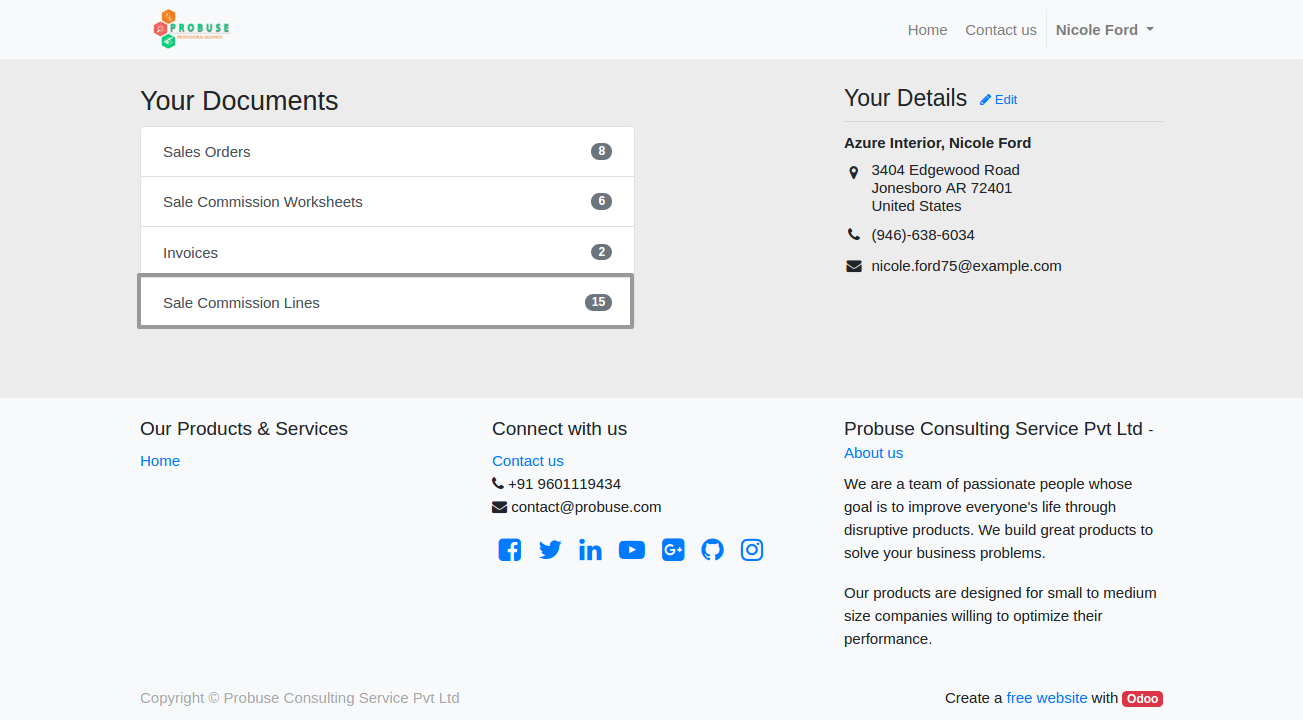 PROBUSE
PROFESSIONAL BUSINESS
Home
Contact us
Nicole Ford
Your Documents
Sales Orders 8
Sale Commission Worksheets 6
Invoices 2
Sale Commission Lines 15
Your Details Edit
Azure Interior, Nicole Ford
3404 Edgewood Road
Jonesboro AR 72401
United States
(946)-638-6034
nicole.ford75@example.com
Our Products & Services
Home
Connect with us
Contact us
+91 9601119434
contact@probuse.com
Probuse Consulting Service Pvt Ltd -
About us
We are a team of passionate people whose
goal is to improve everyone's life through
disruptive products. We build great products to
solve your business problems.
Our products are designed for small to medium
size companies willing to optimize their
performance.
Copyright © Probuse Consulting Service Pvt Ltd
Create a free website with Odoo